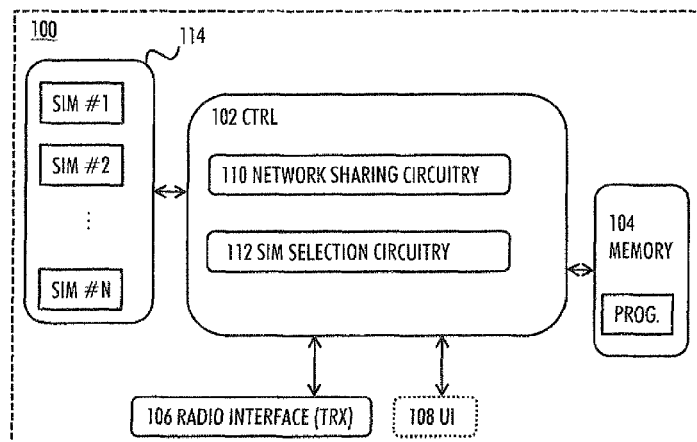 100
114
SIM #1
SIM #2
⋮
SIM #N
102 CTRL
110 NETWORK SHARING CIRCUITRY
112 SIM SELECTION CIRCUITRY
104
MEMORY
PROG.
106 RADIO INTERFACE (TRX)
108 UI